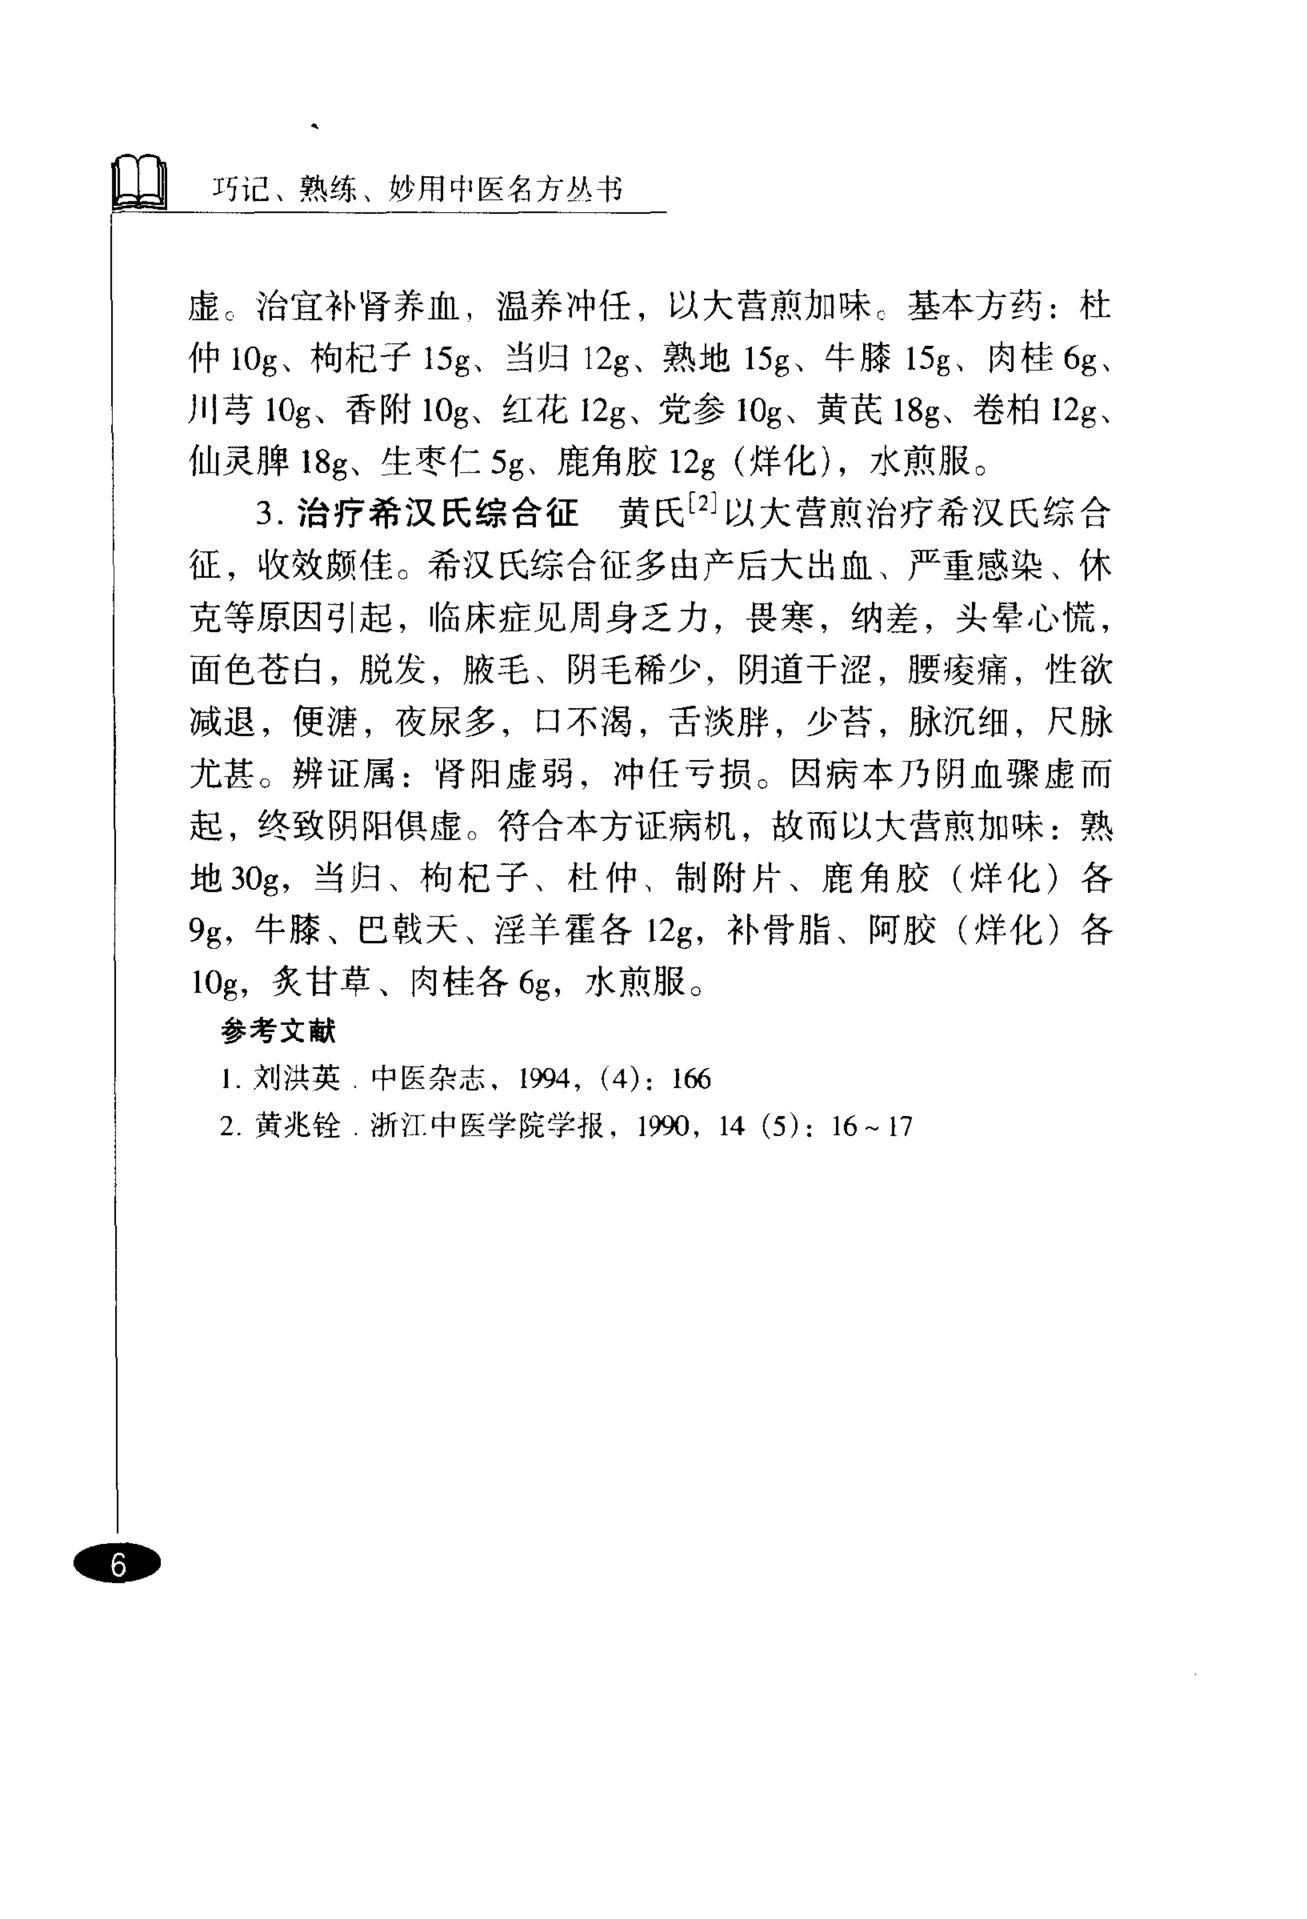 巧记、熟练、妙用中医名方丛书
虚。治宜补肾养血，温养冲任，以大营煎加味。基本方药：杜
仲 10g、枸杞子 15g、当归 12g、熟地 15g、牛膝 15g、肉桂 6g、
川芎 10g、香附 10g、红花 12g、党参 10g、黄芪 18g、卷柏 12g、
仙灵脾 18g、生枣仁 5g、鹿角胶 12g（烊化），水煎服。
3. 治疗希汉氏综合征　黄氏[2]以大营煎治疗希汉氏综合
征，收效颇佳。希汉氏综合征多由产后大出血、严重感染、休
克等原因引起，临床症见周身乏力，畏寒，纳差，头晕心慌，
面色苍白，脱发，腋毛、阴毛稀少，阴道干涩，腰痠痛，性欲
减退，便溏，夜尿多，口不渴，舌淡胖，少苔，脉沉细，尺脉
尤甚。辨证属：肾阳虚弱，冲任亏损。因病本乃阴血骤虚而
起，终致阴阳俱虚。符合本方证病机，故而以大营煎加味：熟
地 30g，当归、枸杞子、杜仲、制附片、鹿角胶（烊化）各
9g，牛膝、巴戟天、淫羊霍各 12g，补骨脂、阿胶（烊化）各
10g，炙甘草、肉桂各 6g，水煎服。
参考文献
1. 刘洪英．中医杂志，1994，(4)：166
2. 黄兆铨．浙江中医学院学报，1990，14 (5)：16～17
6